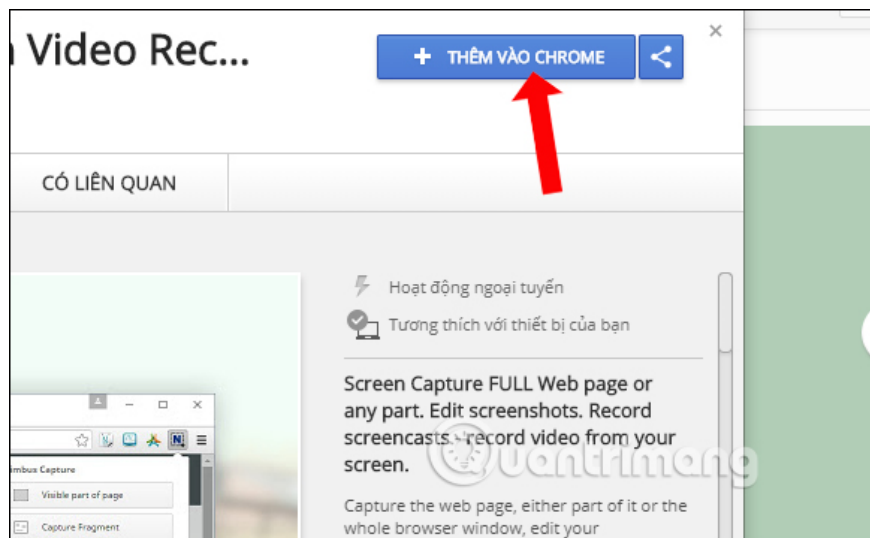 Video Rec...
THÊM VÀO CHROME
CÓ LIÊN QUAN
Hoạt động ngoại tuyến
Tương thích với thiết bị của bạn
Screen Capture FULL Web page or
any part. Edit screenshots. Record
screencasts - record video from your
screen.
Capture the web page, either part of it or the
whole browser window, edit your
imbus Capture
Visible part of page
Capture Fragment
Quantrimang